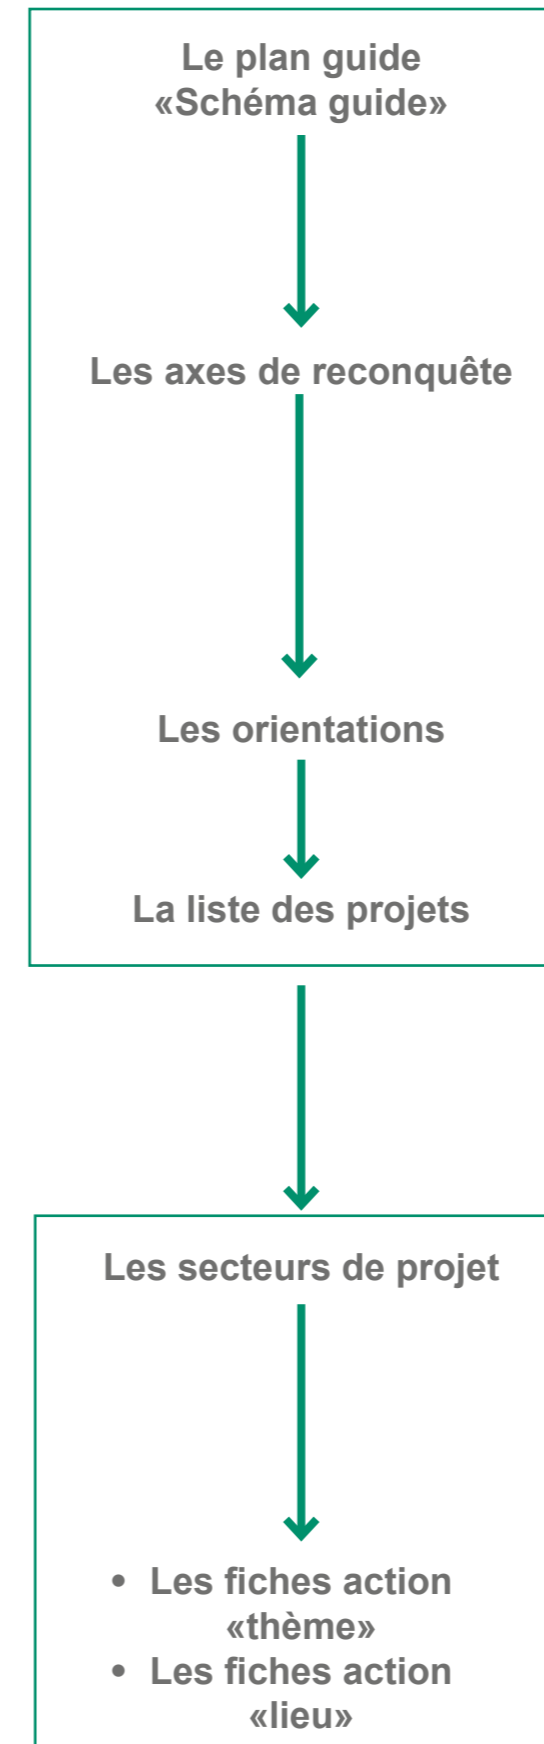 Le plan guide
«Schéma guide»
Les axes de reconquête
Les orientations
La liste des projets
Les secteurs de projet
• Les fiches action
«thème»
• Les fiches action
«lieu»